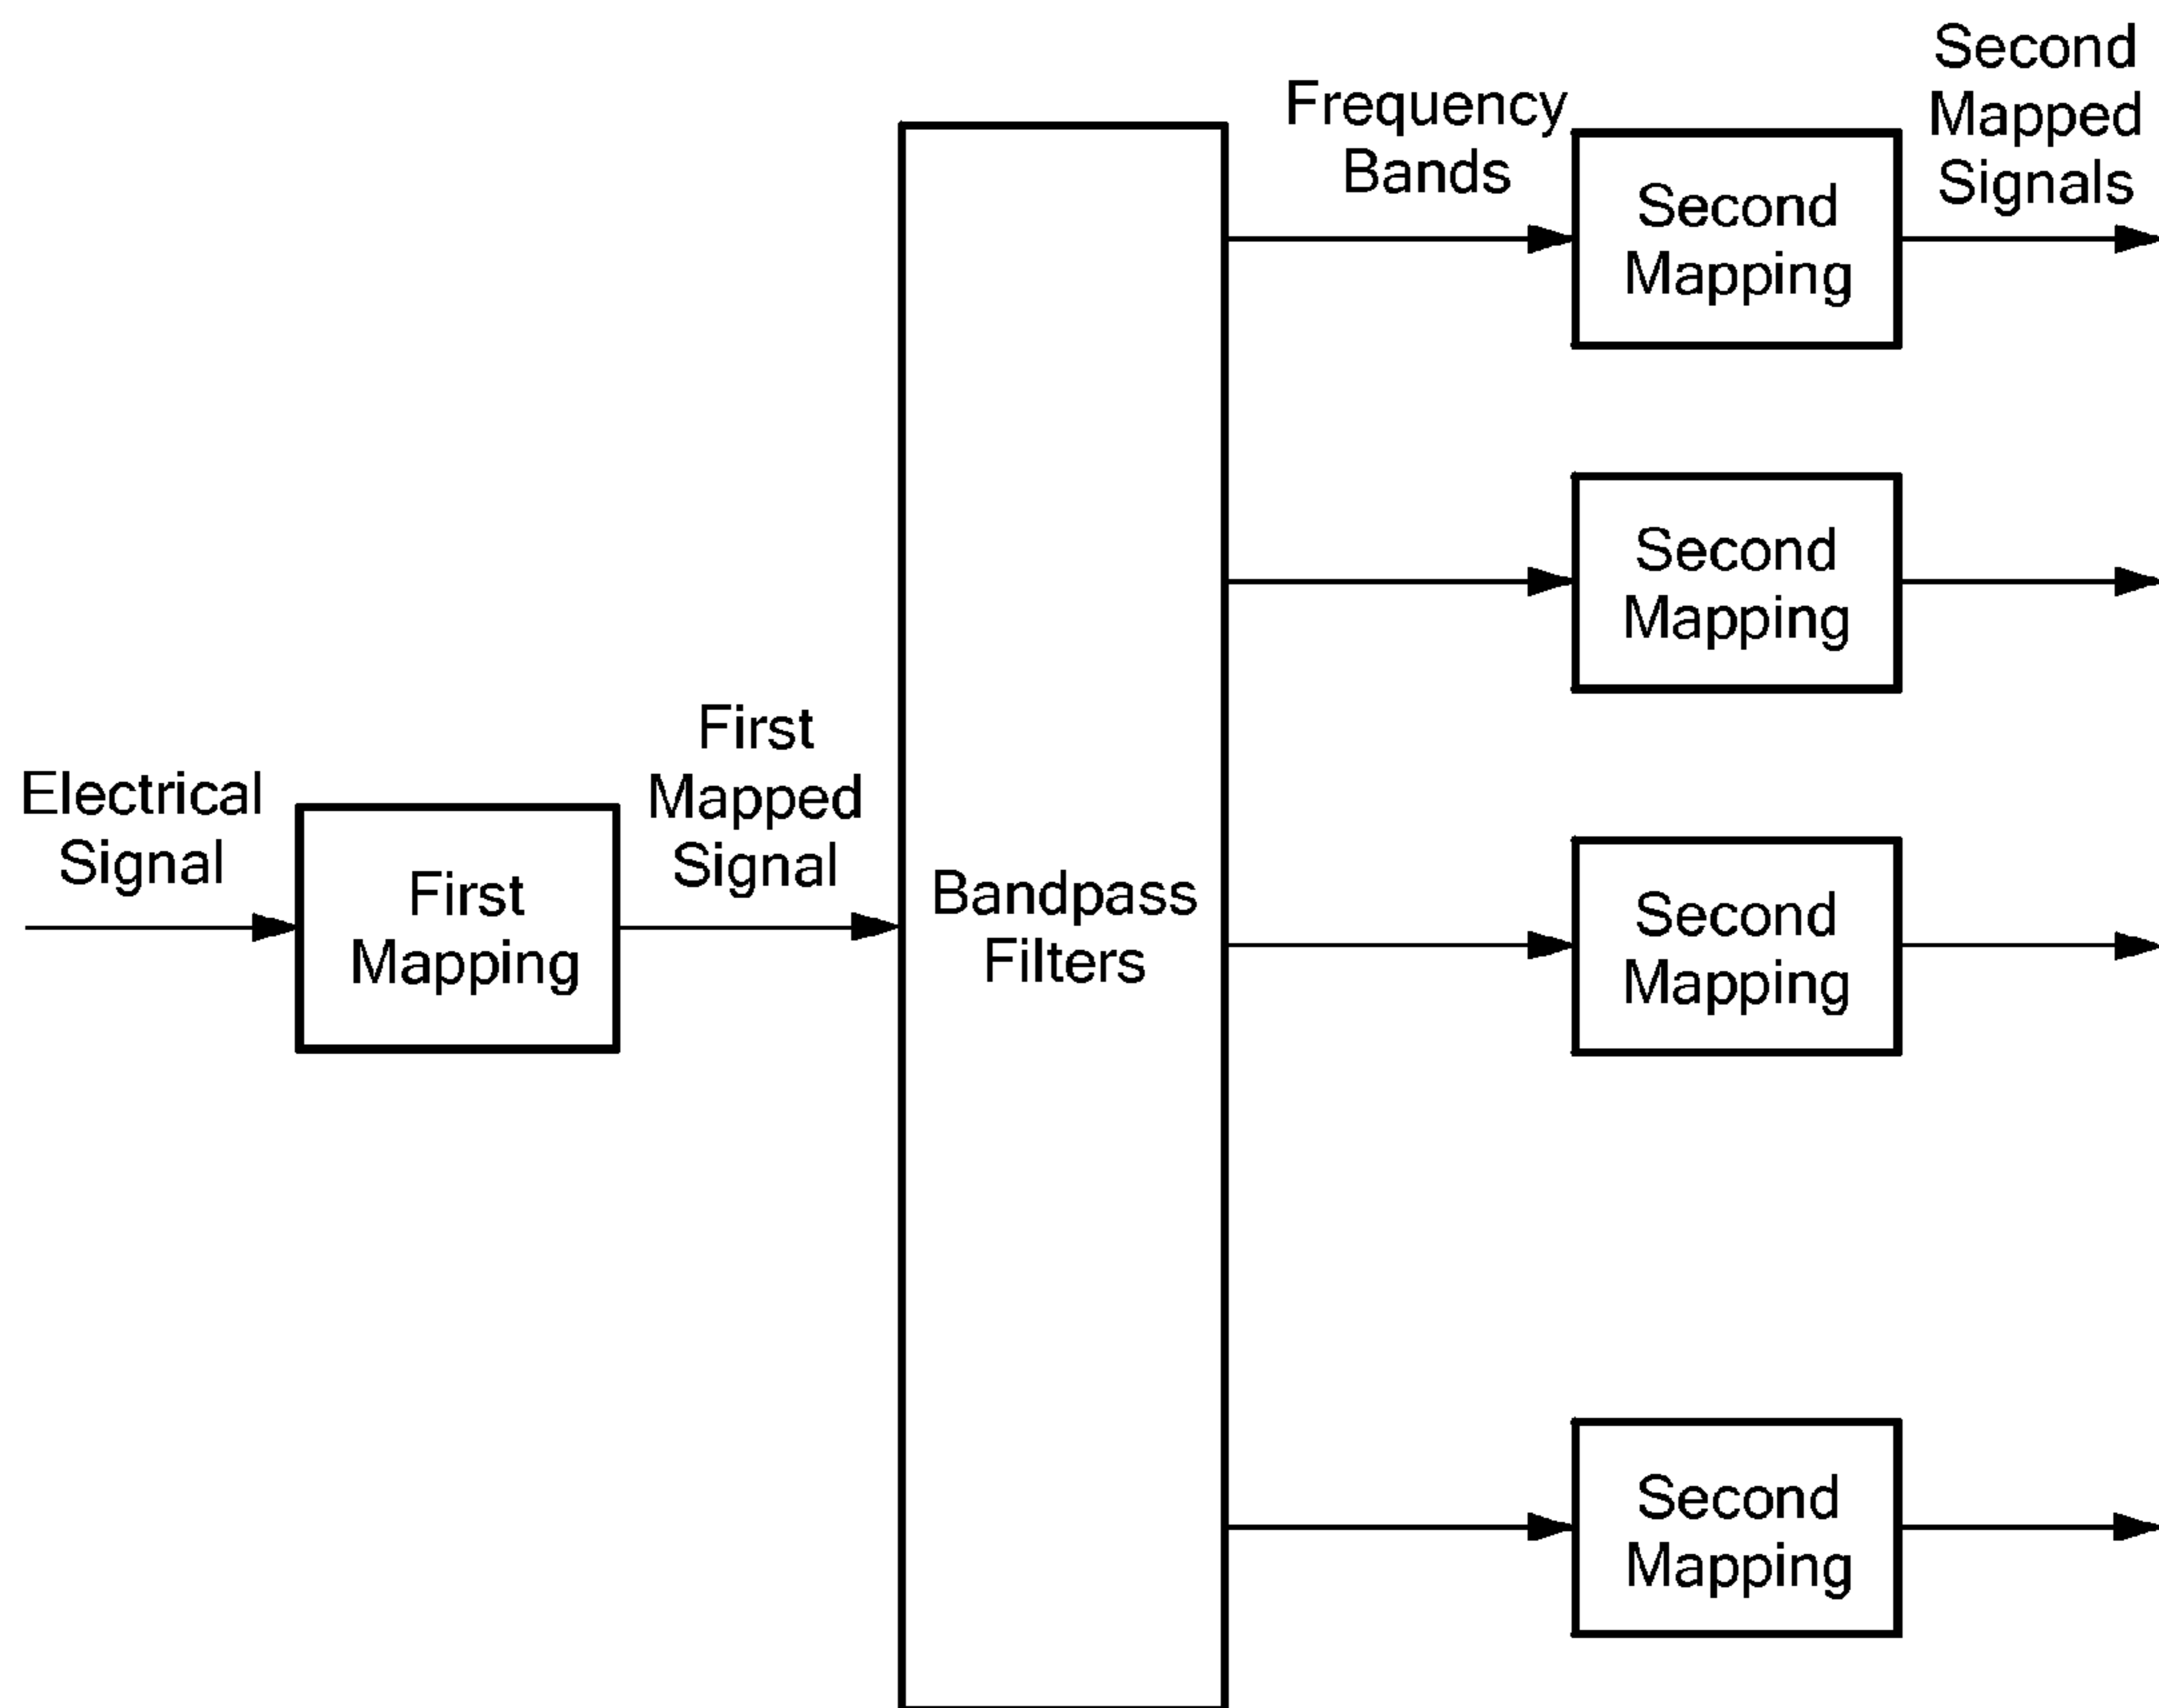 Electrical
Signal
First
Mapping
First
Mapped
Signal
Bandpass
Filters
Frequency
Bands
Second
Mapping
Second
Mapped
Signals
Second
Mapping
Second
Mapping
Second
Mapping